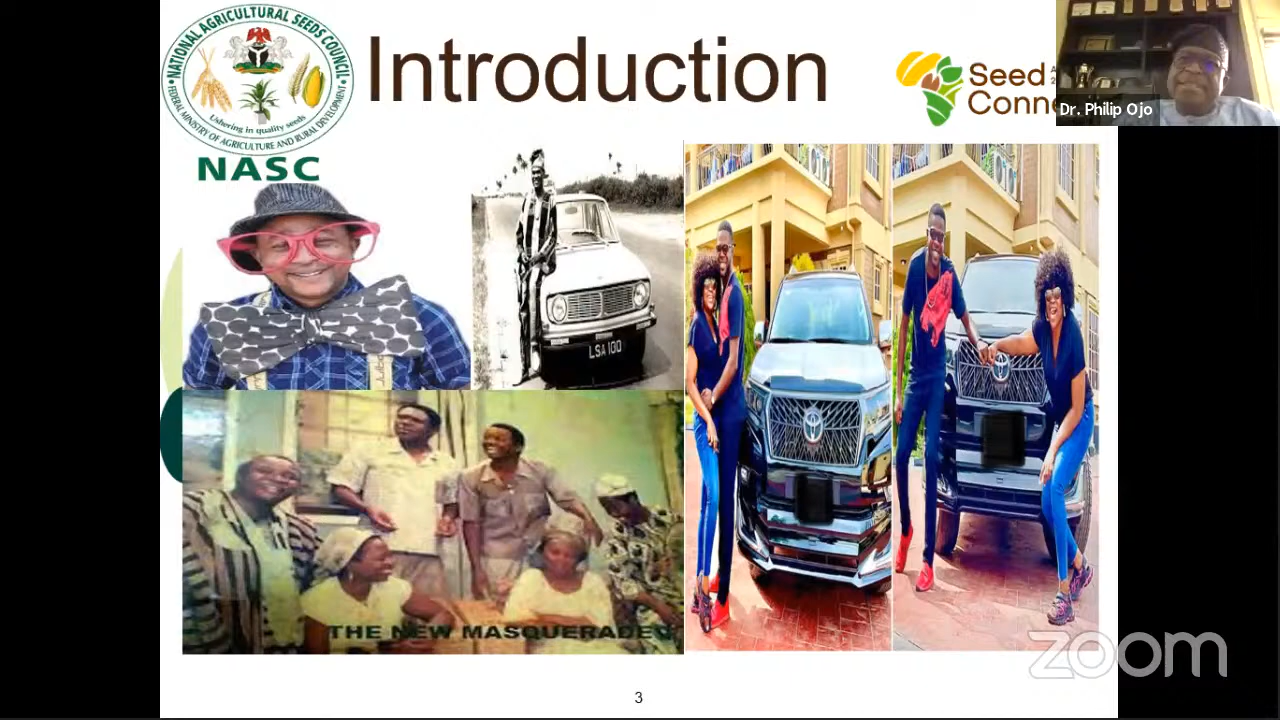 NATIONAL AGRICULTURAL SEEDS COUNCIL
Ushering in quality seeds
FEDERAL MINISTRY OF AGRICULTURE AND RURAL DEVELOPMENT
NASC
Introduction
Seed
Conne
Dr. Philip Ojo
LSA 100
THE NEW MASQUERADE
zoom
3